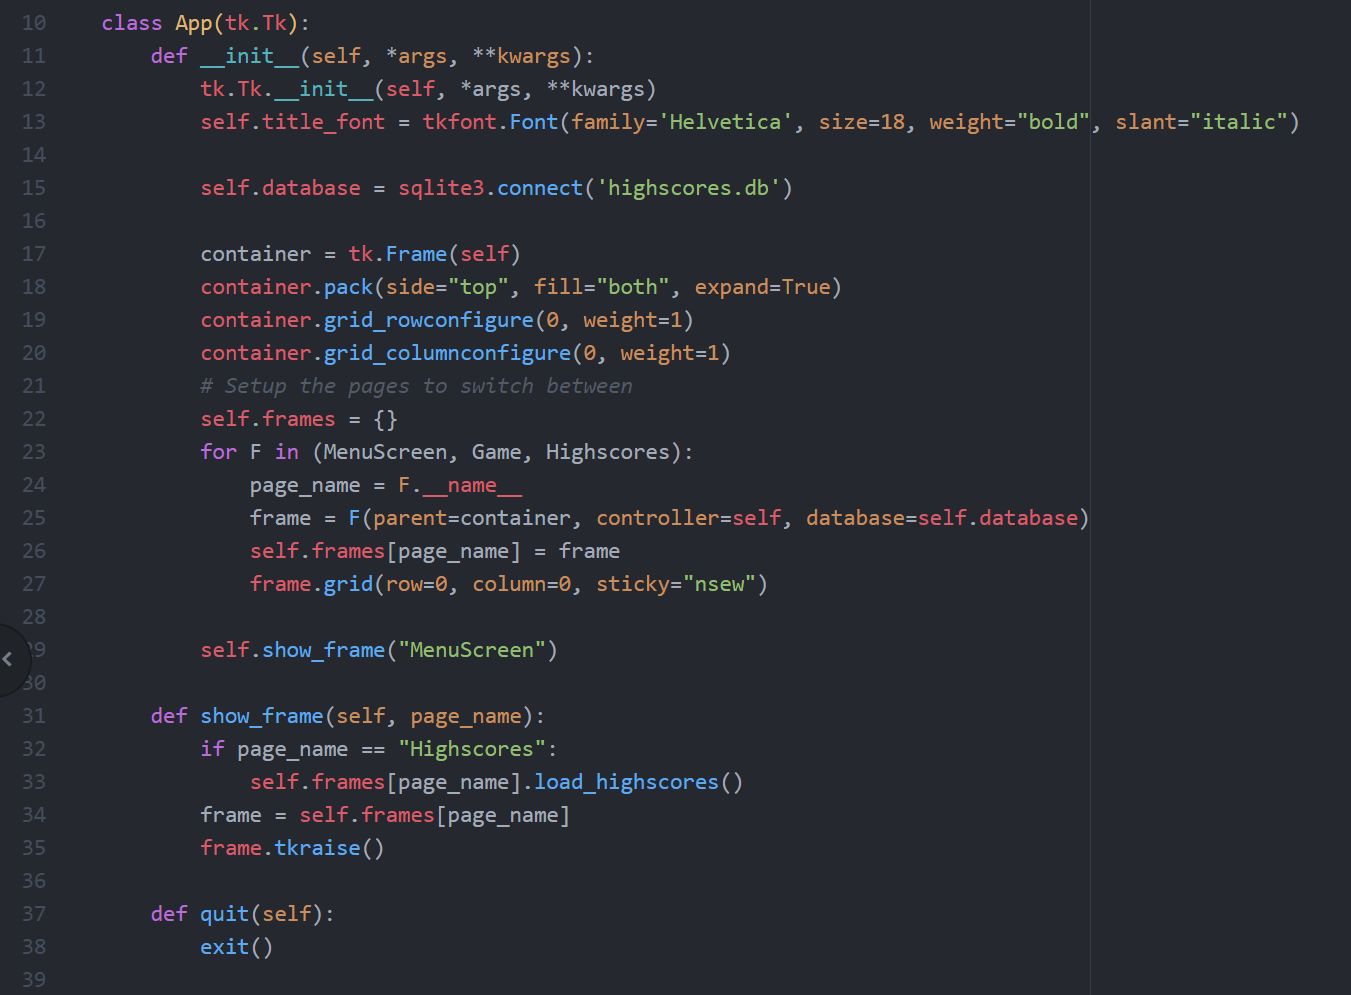 10 class App(tk.Tk):
11     def __init__(self, *args, **kwargs):
12         tk.Tk.__init__(self, *args, **kwargs)
13         self.title_font = tkfont.Font(family='Helvetica', size=18, weight="bold", slant="italic")
14
15         self.database = sqlite3.connect('highscores.db')
16
17         container = tk.Frame(self)
18         container.pack(side="top", fill="both", expand=True)
19         container.grid_rowconfigure(0, weight=1)
20         container.grid_columnconfigure(0, weight=1)
21         # Setup the pages to switch between
22         self.frames = {}
23         for F in (MenuScreen, Game, Highscores):
24             page_name = F.__name__
25             frame = F(parent=container, controller=self, database=self.database)
26             self.frames[page_name] = frame
27             frame.grid(row=0, column=0, sticky="nsew")
28
29         self.show_frame("MenuScreen")
30
31     def show_frame(self, page_name):
32         if page_name == "Highscores":
33             self.frames[page_name].load_highscores()
34         frame = self.frames[page_name]
35         frame.tkraise()
36
37     def quit(self):
38         exit()
39